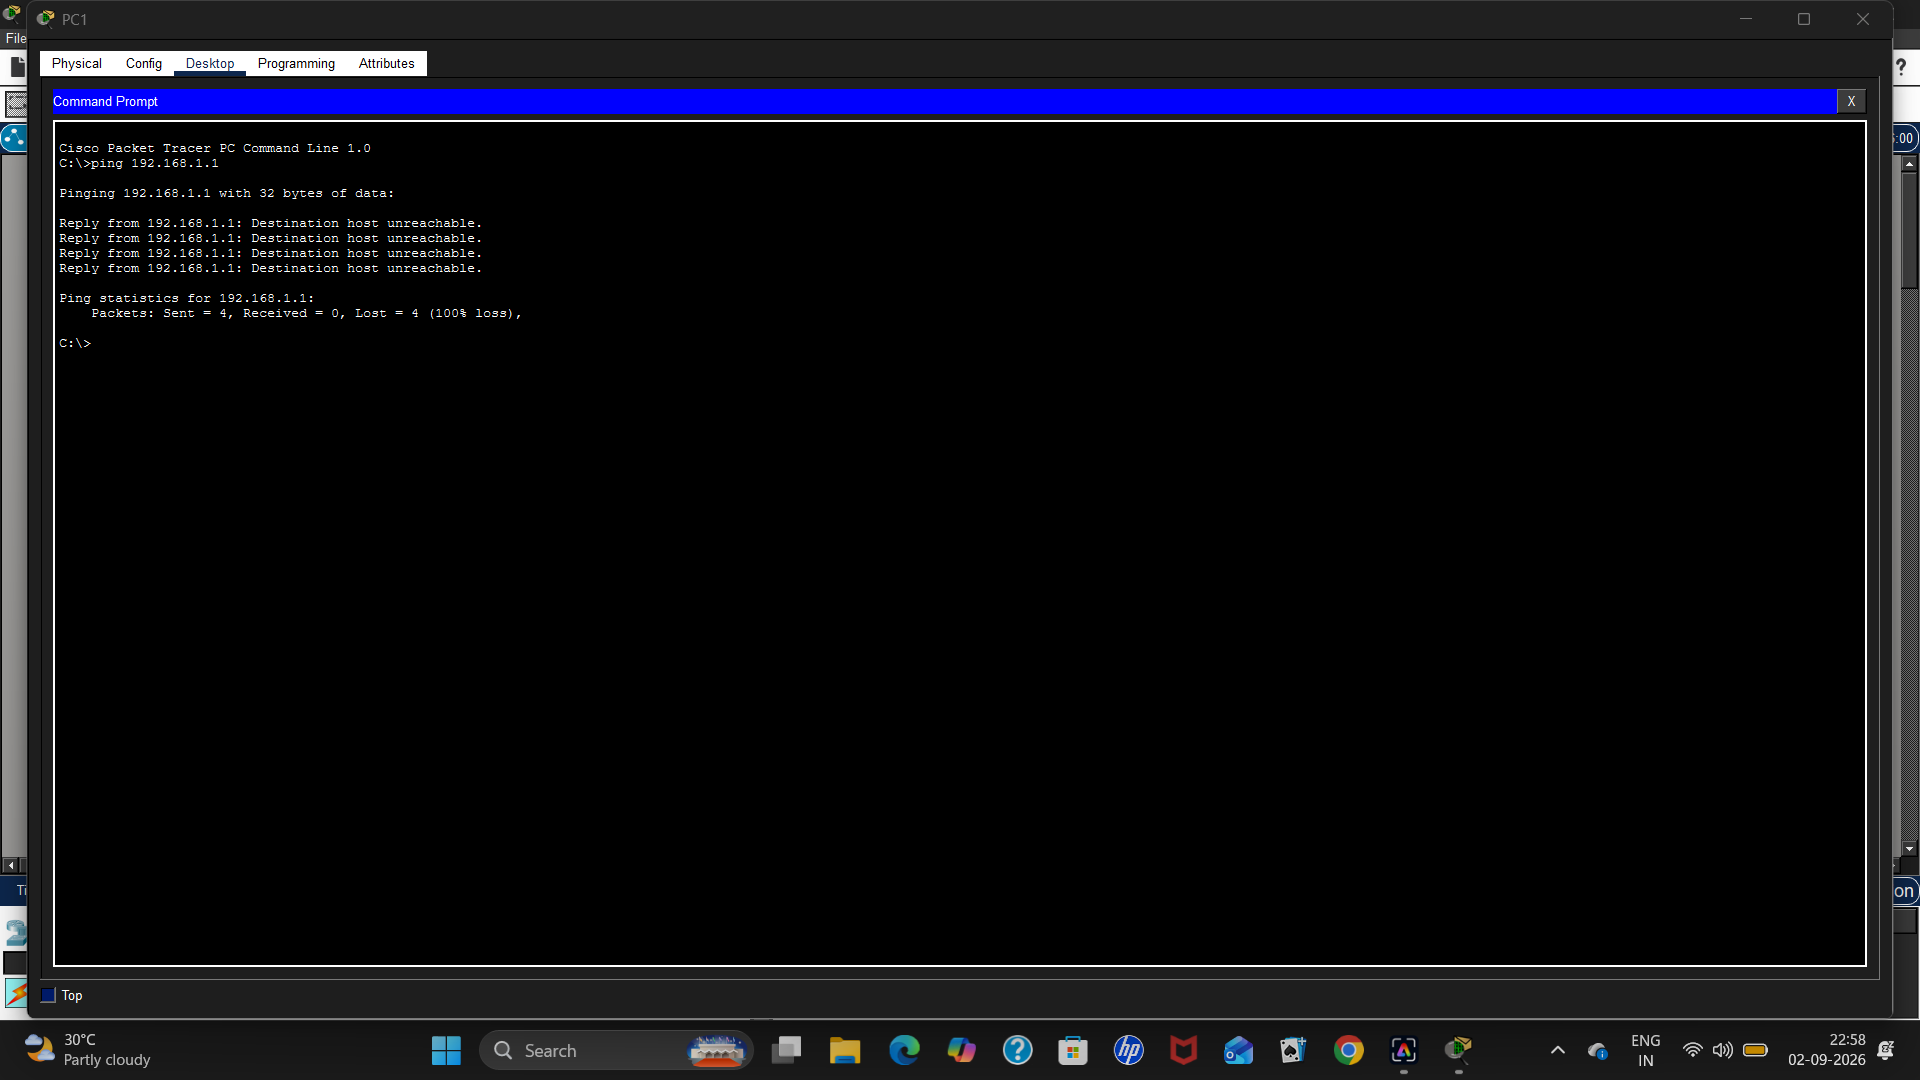 PC1
File
Physical Config Desktop Programming Attributes
?
Command Prompt
X
:00
Cisco Packet Tracer PC Command Line 1.0
C:\>ping 192.168.1.1
Pinging 192.168.1.1 with 32 bytes of data:
Reply from 192.168.1.1: Destination host unreachable.
Reply from 192.168.1.1: Destination host unreachable.
Reply from 192.168.1.1: Destination host unreachable.
Reply from 192.168.1.1: Destination host unreachable.
Ping statistics for 192.168.1.1:
Packets: Sent = 4, Received = 0, Lost = 4 (100% loss),
C:\>
Ti
on
Top
30°C
Partly cloudy
Search
hp
ENG
IN
22:58
02-09-2026